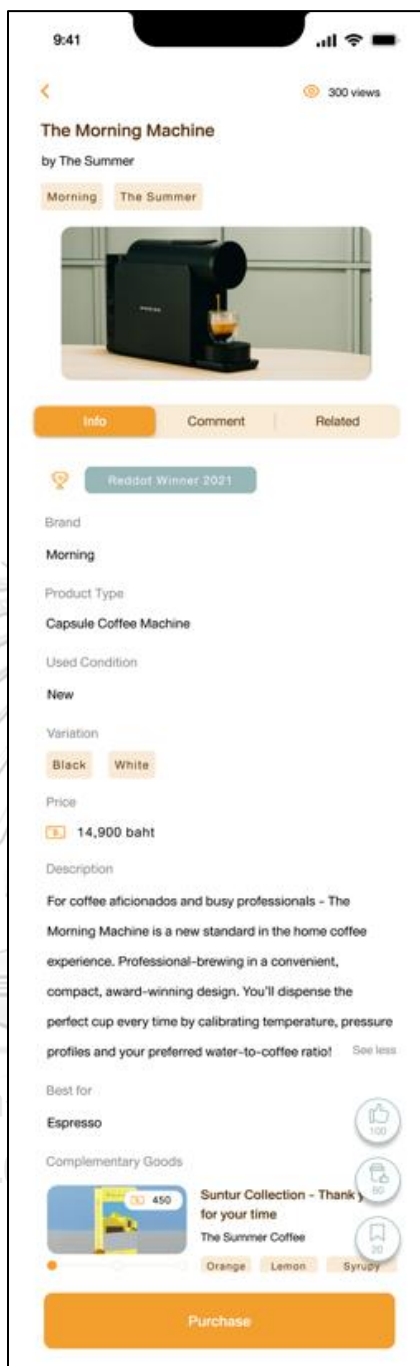 9:41
300 views
The Morning Machine
by The Summer
Morning The Summer
Info Comment Related
Reddot Winner 2021
Brand
Morning
Product Type
Capsule Coffee Machine
Used Condition
New
Variation
Black White
Price
14,900 baht
Description
For coffee aficionados and busy professionals - The
Morning Machine is a new standard in the home coffee
experience. Professional-brewing in a convenient,
compact, award-winning design. You'll dispense the
perfect cup every time by calibrating temperature, pressure
profiles and your preferred water-to-coffee ratio! See less
Best for
Espresso
100
Complementary Goods
450
Suntur Collection - Thank
60
for your time
The Summer Coffee
20
Orange Lemon Syrupy
Purchase